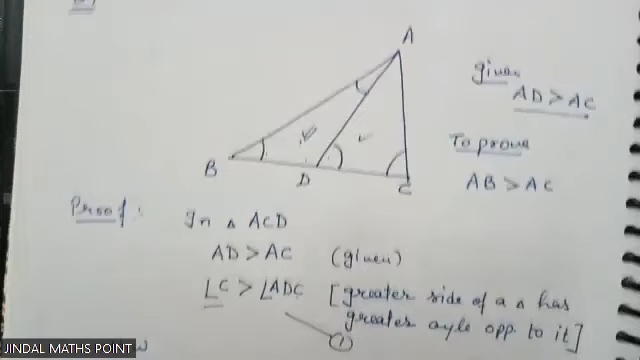 A
given
AD > AC
To prove
AB > AC
B
D
C
Proof :
In △ ACD
AD > AC (given)
∠C > ∠ADC [greater side of a △ has
greater angle opp. to it]
①
JINDAL MATHS POINT